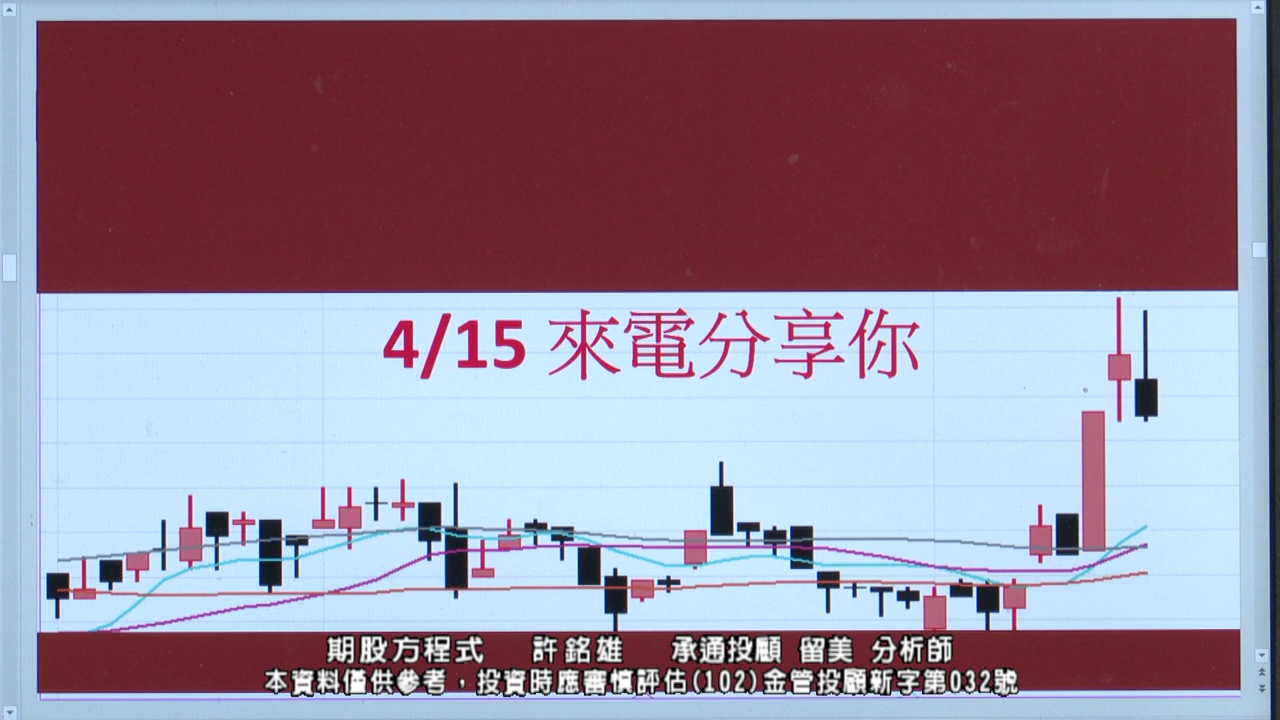 4/15 來電分享你
期股方程式 許銘雄 承通投顧 留美 分析師
本資料僅供參考，投資時應審慎評估(102)金管投顧新字第032號